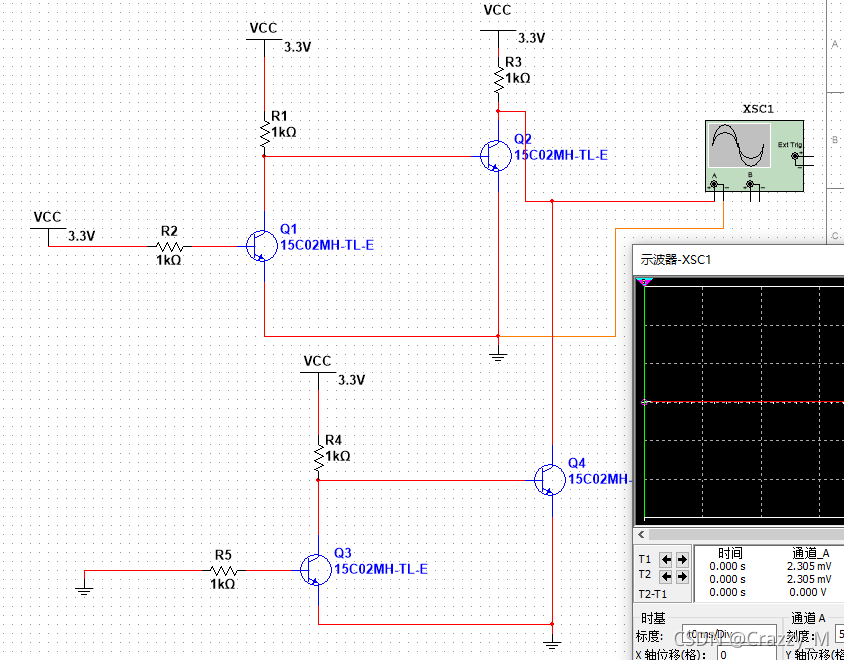 VCC
3.3V
R1
1kΩ
VCC
3.3V
R3
1kΩ
Q2
15C02MH-TL-E
XSC1
Ext Trig
A
B
A
B
C
VCC
3.3V
R2
1kΩ
Q1
15C02MH-TL-E
示波器-XSC1
VCC
3.3V
R4
1kΩ
Q4
15C02MH-
R5
1kΩ
Q3
15C02MH-TL-E
时间 通道_A
T1 0.000 s 2.305 mV
T2 0.000 s 2.305 mV
T2-T1 0.000 s 0.000 V
时基 通道 A
标度: 10 ms/Div 刻度: 5
X 轴位移(格): 0 Y 轴位移(格)
CSDN @Crazzy_M